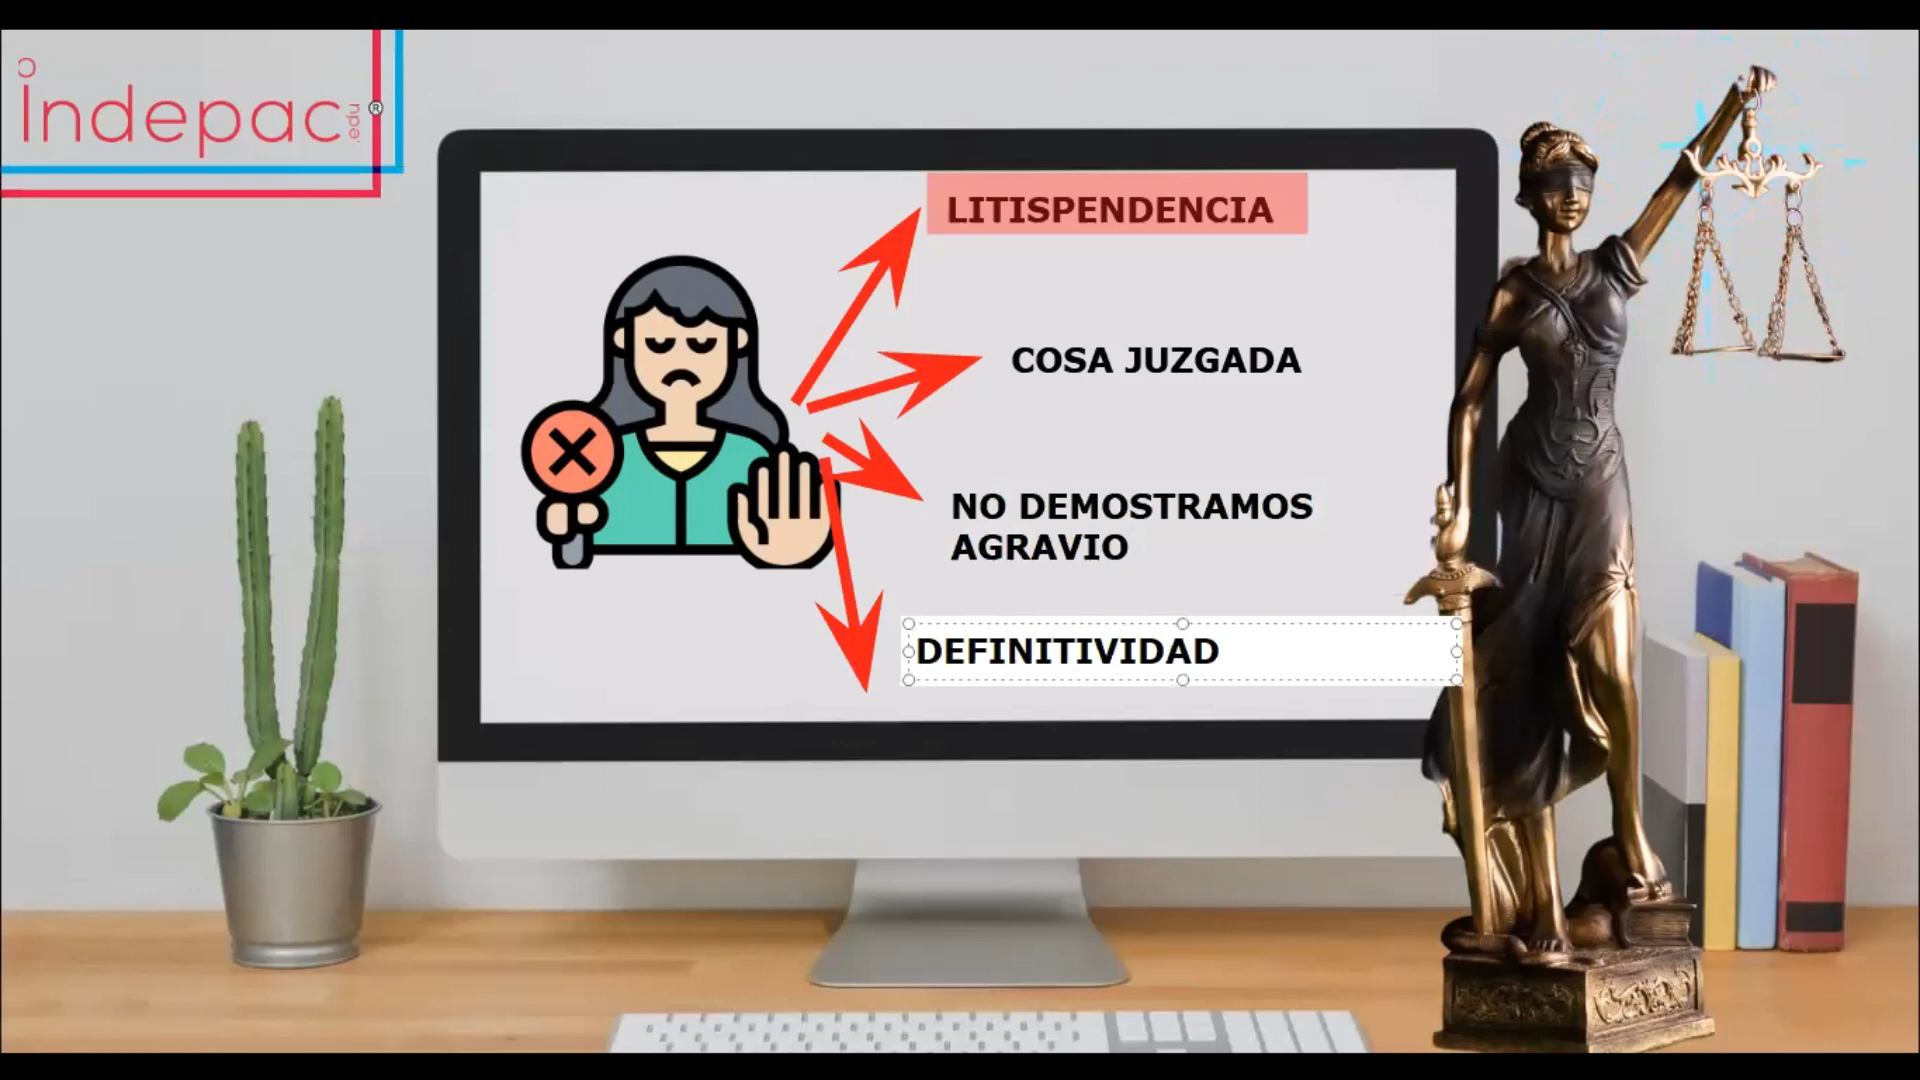 Indepac
.edu
®
LITISPENDENCIA
COSA JUZGADA
NO DEMOSTRAMOS
AGRAVIO
DEFINITIVIDAD